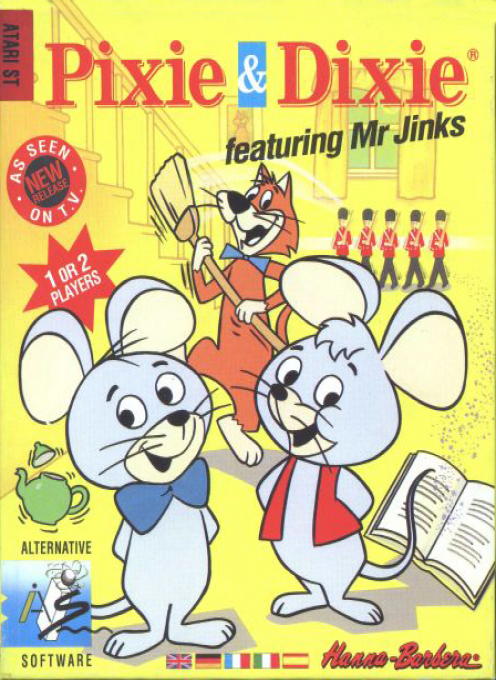 ATARI ST
Pixie & Dixie®
featuring Mr Jinks
AS SEEN
NEW
RELEASE
ON T.V.
1 OR 2
PLAYERS
ALTERNATIVE
SOFTWARE
Hanna-Barbera